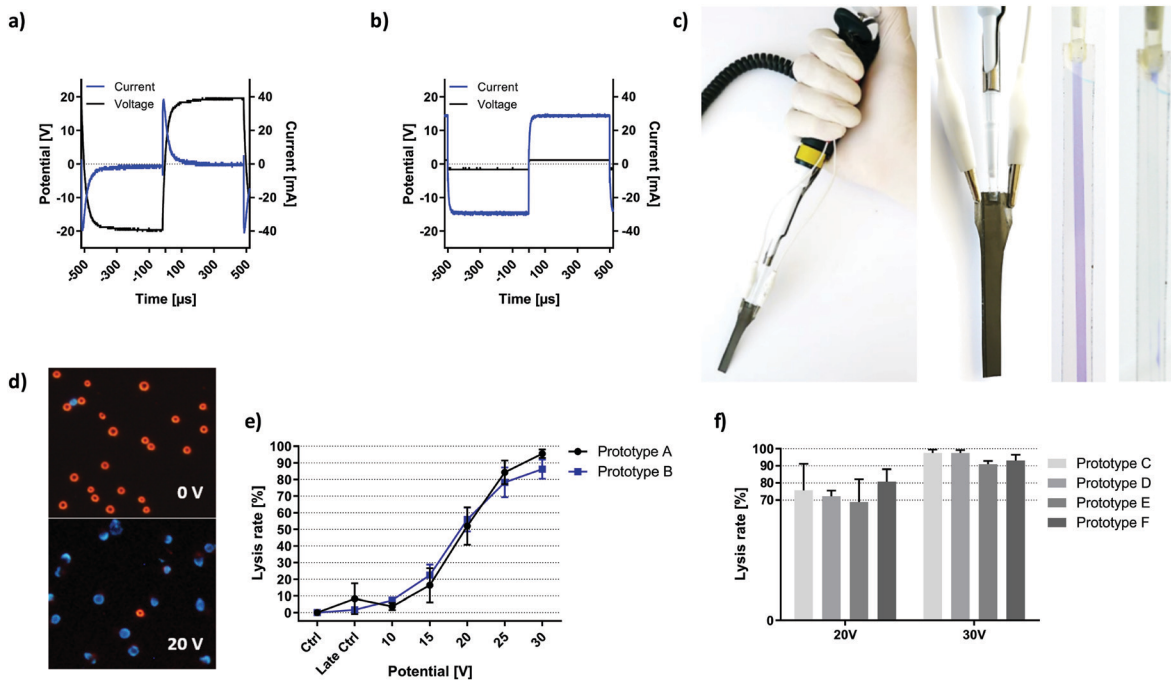 a)
Current
Voltage
Potential [V]
20
10
0
-10
-20
Current [mA]
40
20
0
-20
-40
-500
-300
-100
100
300
500
Time [µs]
b)
Current
Voltage
Potential [V]
20
10
0
-10
-20
Current [mA]
40
20
0
-20
-40
-500
-300
-100
100
300
500
Time [µs]
c)
d)
0 V
20 V
e)
Lysis rate [%]
100
90
80
70
60
50
40
30
20
10
0
Ctrl
Late Ctrl
10
15
20
25
30
Potential [V]
Prototype A
Prototype B
f)
Lysis rate [%]
100
90
80
70
0
20V
30V
Prototype C
Prototype D
Prototype E
Prototype F